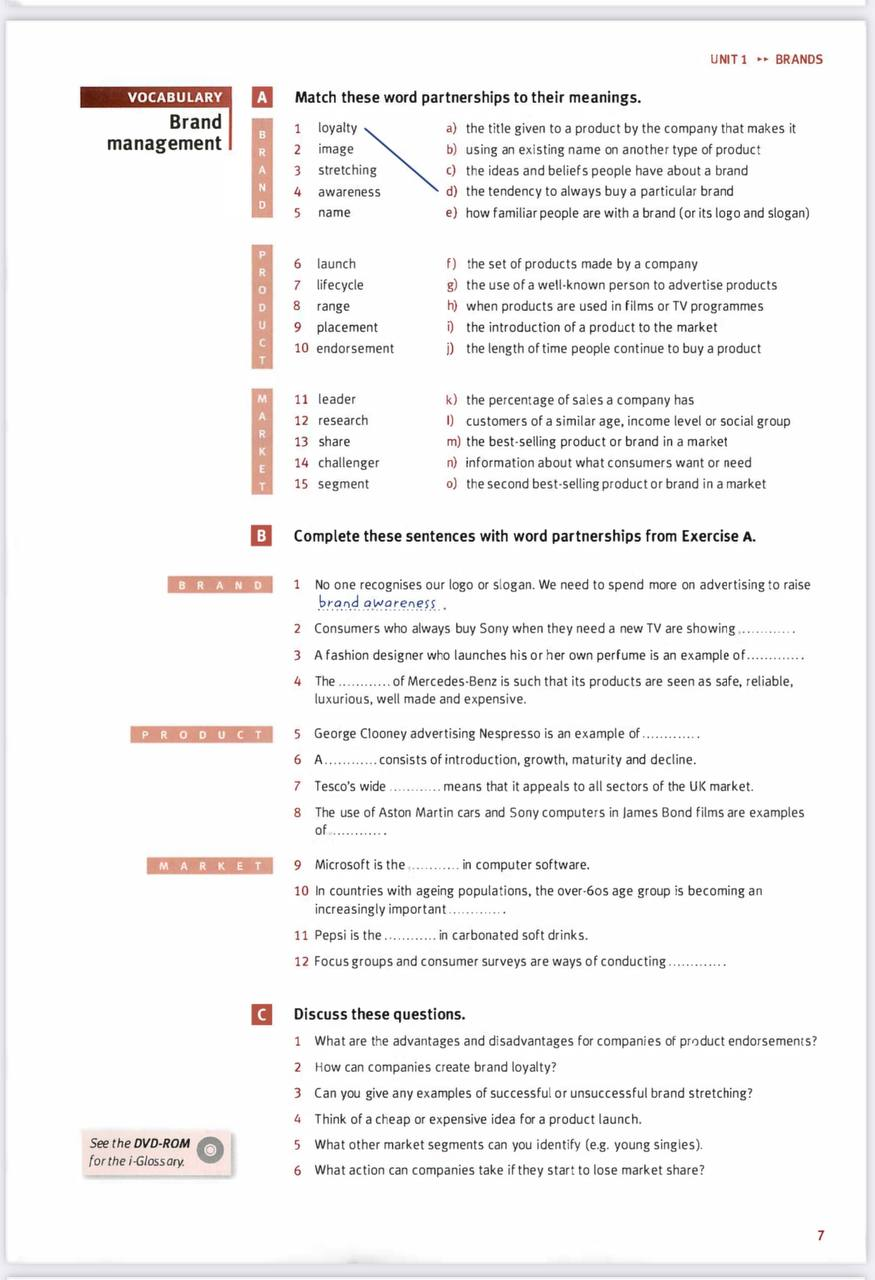 UNIT 1 ▸▸ BRANDS
VOCABULARY
Brand
management
A Match these word partnerships to their meanings.
BRAND
1 loyalty a) the title given to a product by the company that makes it
2 image b) using an existing name on another type of product
3 stretching c) the ideas and beliefs people have about a brand
4 awareness d) the tendency to always buy a particular brand
5 name e) how familiar people are with a brand (or its logo and slogan)
PRODUCT
6 launch f) the set of products made by a company
7 lifecycle g) the use of a well-known person to advertise products
8 range h) when products are used in films or TV programmes
9 placement i) the introduction of a product to the market
10 endorsement j) the length of time people continue to buy a product
MARKET
11 leader k) the percentage of sales a company has
12 research l) customers of a similar age, income level or social group
13 share m) the best-selling product or brand in a market
14 challenger n) information about what consumers want or need
15 segment o) the second best-selling product or brand in a market
B Complete these sentences with word partnerships from Exercise A.
BRAND
1 No one recognises our logo or slogan. We need to spend more on advertising to raise
brand awareness .
2 Consumers who always buy Sony when they need a new TV are showing ............ .
3 A fashion designer who launches his or her own perfume is an example of ............ .
4 The ............ of Mercedes-Benz is such that its products are seen as safe, reliable,
luxurious, well made and expensive.
PRODUCT
5 George Clooney advertising Nespresso is an example of ............ .
6 A ............ consists of introduction, growth, maturity and decline.
7 Tesco's wide ............ means that it appeals to all sectors of the UK market.
8 The use of Aston Martin cars and Sony computers in James Bond films are examples
of ............ .
MARKET
9 Microsoft is the ............ in computer software.
10 In countries with ageing populations, the over-60s age group is becoming an
increasingly important ............ .
11 Pepsi is the ............ in carbonated soft drinks.
12 Focus groups and consumer surveys are ways of conducting ............ .
C Discuss these questions.
1 What are the advantages and disadvantages for companies of product endorsements?
2 How can companies create brand loyalty?
3 Can you give any examples of successful or unsuccessful brand stretching?
4 Think of a cheap or expensive idea for a product launch.
5 What other market segments can you identify (e.g. young singles).
6 What action can companies take if they start to lose market share?
See the DVD-ROM
for the i-Glossary.
7